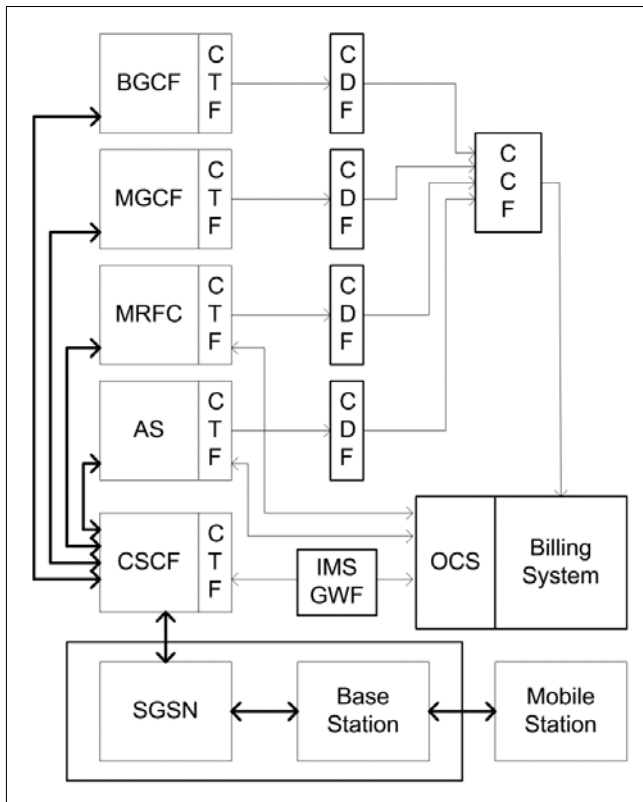 BGCF
C
T
F
C
D
F
C
C
F
MGCF
C
T
F
C
D
F
MRFC
C
T
F
C
D
F
AS
C
T
F
C
D
F
CSCF
C
T
F
IMS
GWF
OCS
Billing
System
SGSN
Base
Station
Mobile
Station